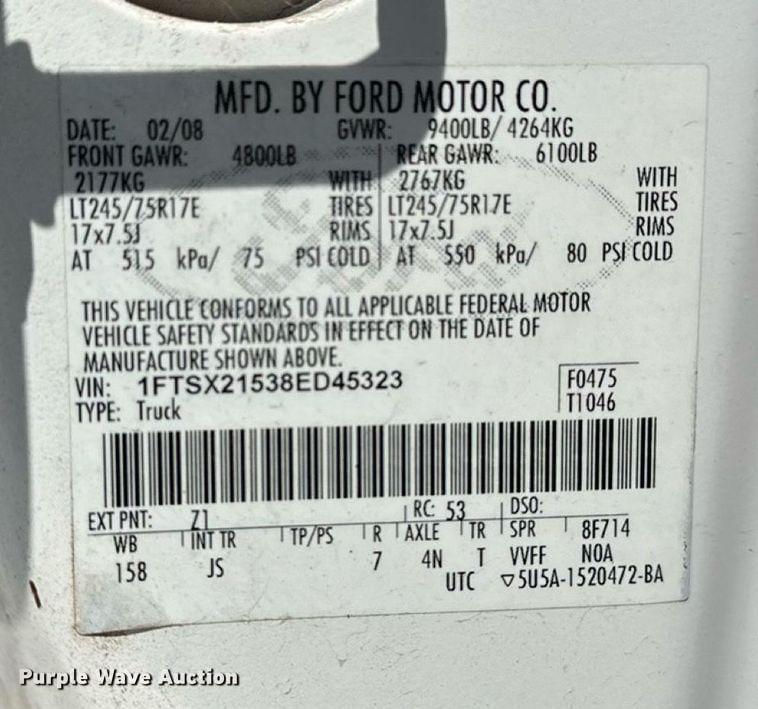 MFD. BY FORD MOTOR CO.
DATE: 02/08 GVWR: 9400LB/ 4264KG
FRONT GAWR: 4800LB REAR GAWR: 6100LB
2177KG WITH 2767KG WITH
LT245/75R17E TIRES LT245/75R17E TIRES
17x7.5J RIMS 17x7.5J RIMS
AT 515 kPa/ 75 PSI COLD AT 550 kPa/ 80 PSI COLD
THIS VEHICLE CONFORMS TO ALL APPLICABLE FEDERAL MOTOR
VEHICLE SAFETY STANDARDS IN EFFECT ON THE DATE OF
MANUFACTURE SHOWN ABOVE.
VIN: 1FTSX21538ED45323 F0475
TYPE: Truck T1046
EXT PNT: Z1 RC: 53 DSO:
WB INT TR TP/PS R AXLE TR SPR 8F714
158 JS 7 4N T VVFF NOA
UTC ▽5U5A-1520472-BA
Purple Wave Auction